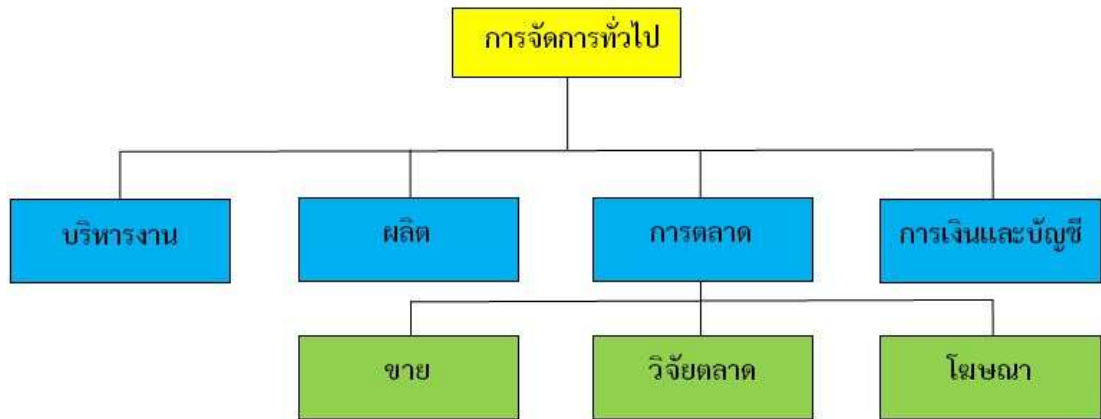 การจัดการทั่วไป
บริหารงาน
ผลิต
การตลาด
การเงินและบัญชี
ขาย
วิจัยตลาด
โฆษณา